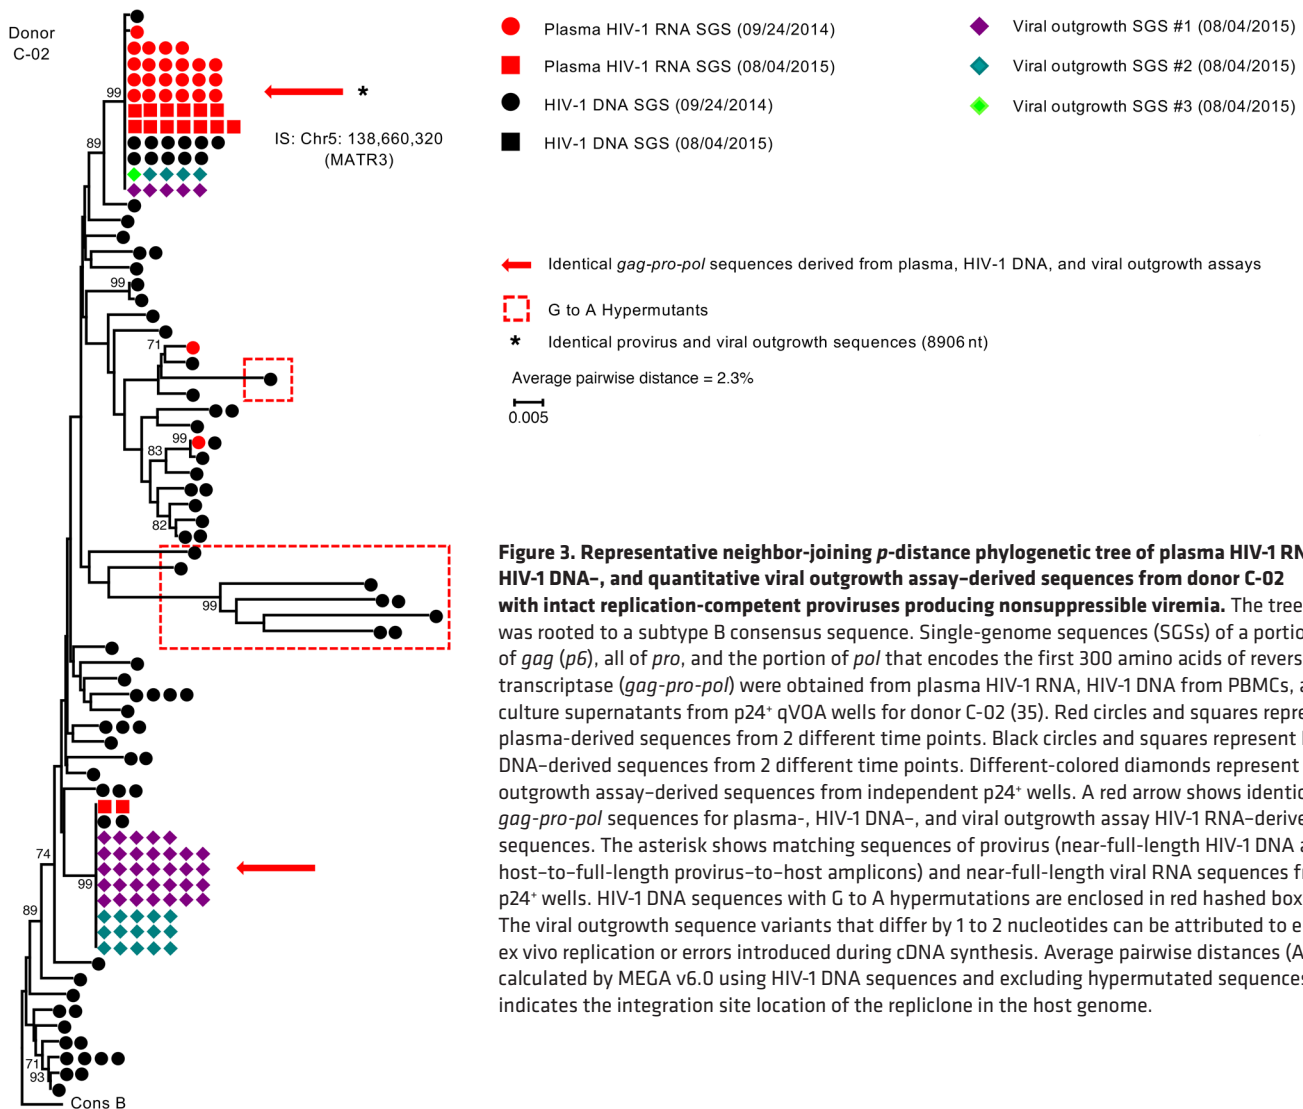 Donor
C-02
Plasma HIV-1 RNA SGS (09/24/2014)
Plasma HIV-1 RNA SGS (08/04/2015)
HIV-1 DNA SGS (09/24/2014)
HIV-1 DNA SGS (08/04/2015)
Viral outgrowth SGS #1 (08/04/2015)
Viral outgrowth SGS #2 (08/04/2015)
Viral outgrowth SGS #3 (08/04/2015)
99
*
IS: Chr5: 138,660,320
(MATR3)
89
Identical gag-pro-pol sequences derived from plasma, HIV-1 DNA, and viral outgrowth assays
G to A Hypermutants
* Identical provirus and viral outgrowth sequences (8906 nt)
Average pairwise distance = 2.3%
0.005
99
71
99
83
82
99
74
99
89
71
93
Cons B
Figure 3. Representative neighbor-joining p-distance phylogenetic tree of plasma HIV-1 RN
HIV-1 DNA–, and quantitative viral outgrowth assay–derived sequences from donor C-02
with intact replication-competent proviruses producing nonsuppressible viremia. The tree
was rooted to a subtype B consensus sequence. Single-genome sequences (SGSs) of a portio
of gag (p6), all of pro, and the portion of pol that encodes the first 300 amino acids of revers
transcriptase (gag-pro-pol) were obtained from plasma HIV-1 RNA, HIV-1 DNA from PBMCs, a
culture supernatants from p24⁺ qVOA wells for donor C-02 (35). Red circles and squares repre
plasma-derived sequences from 2 different time points. Black circles and squares represent
DNA–derived sequences from 2 different time points. Different-colored diamonds represent
outgrowth assay–derived sequences from independent p24⁺ wells. A red arrow shows identic
gag-pro-pol sequences for plasma-, HIV-1 DNA–, and viral outgrowth assay HIV-1 RNA–derive
sequences. The asterisk shows matching sequences of provirus (near-full-length HIV-1 DNA a
host–to–full-length provirus–to–host amplicons) and near-full-length viral RNA sequences f
p24⁺ wells. HIV-1 DNA sequences with G to A hypermutations are enclosed in red hashed box
The viral outgrowth sequence variants that differ by 1 to 2 nucleotides can be attributed to e
ex vivo replication or errors introduced during cDNA synthesis. Average pairwise distances (A
calculated by MEGA v6.0 using HIV-1 DNA sequences and excluding hypermutated sequences
indicates the integration site location of the repliclone in the host genome.